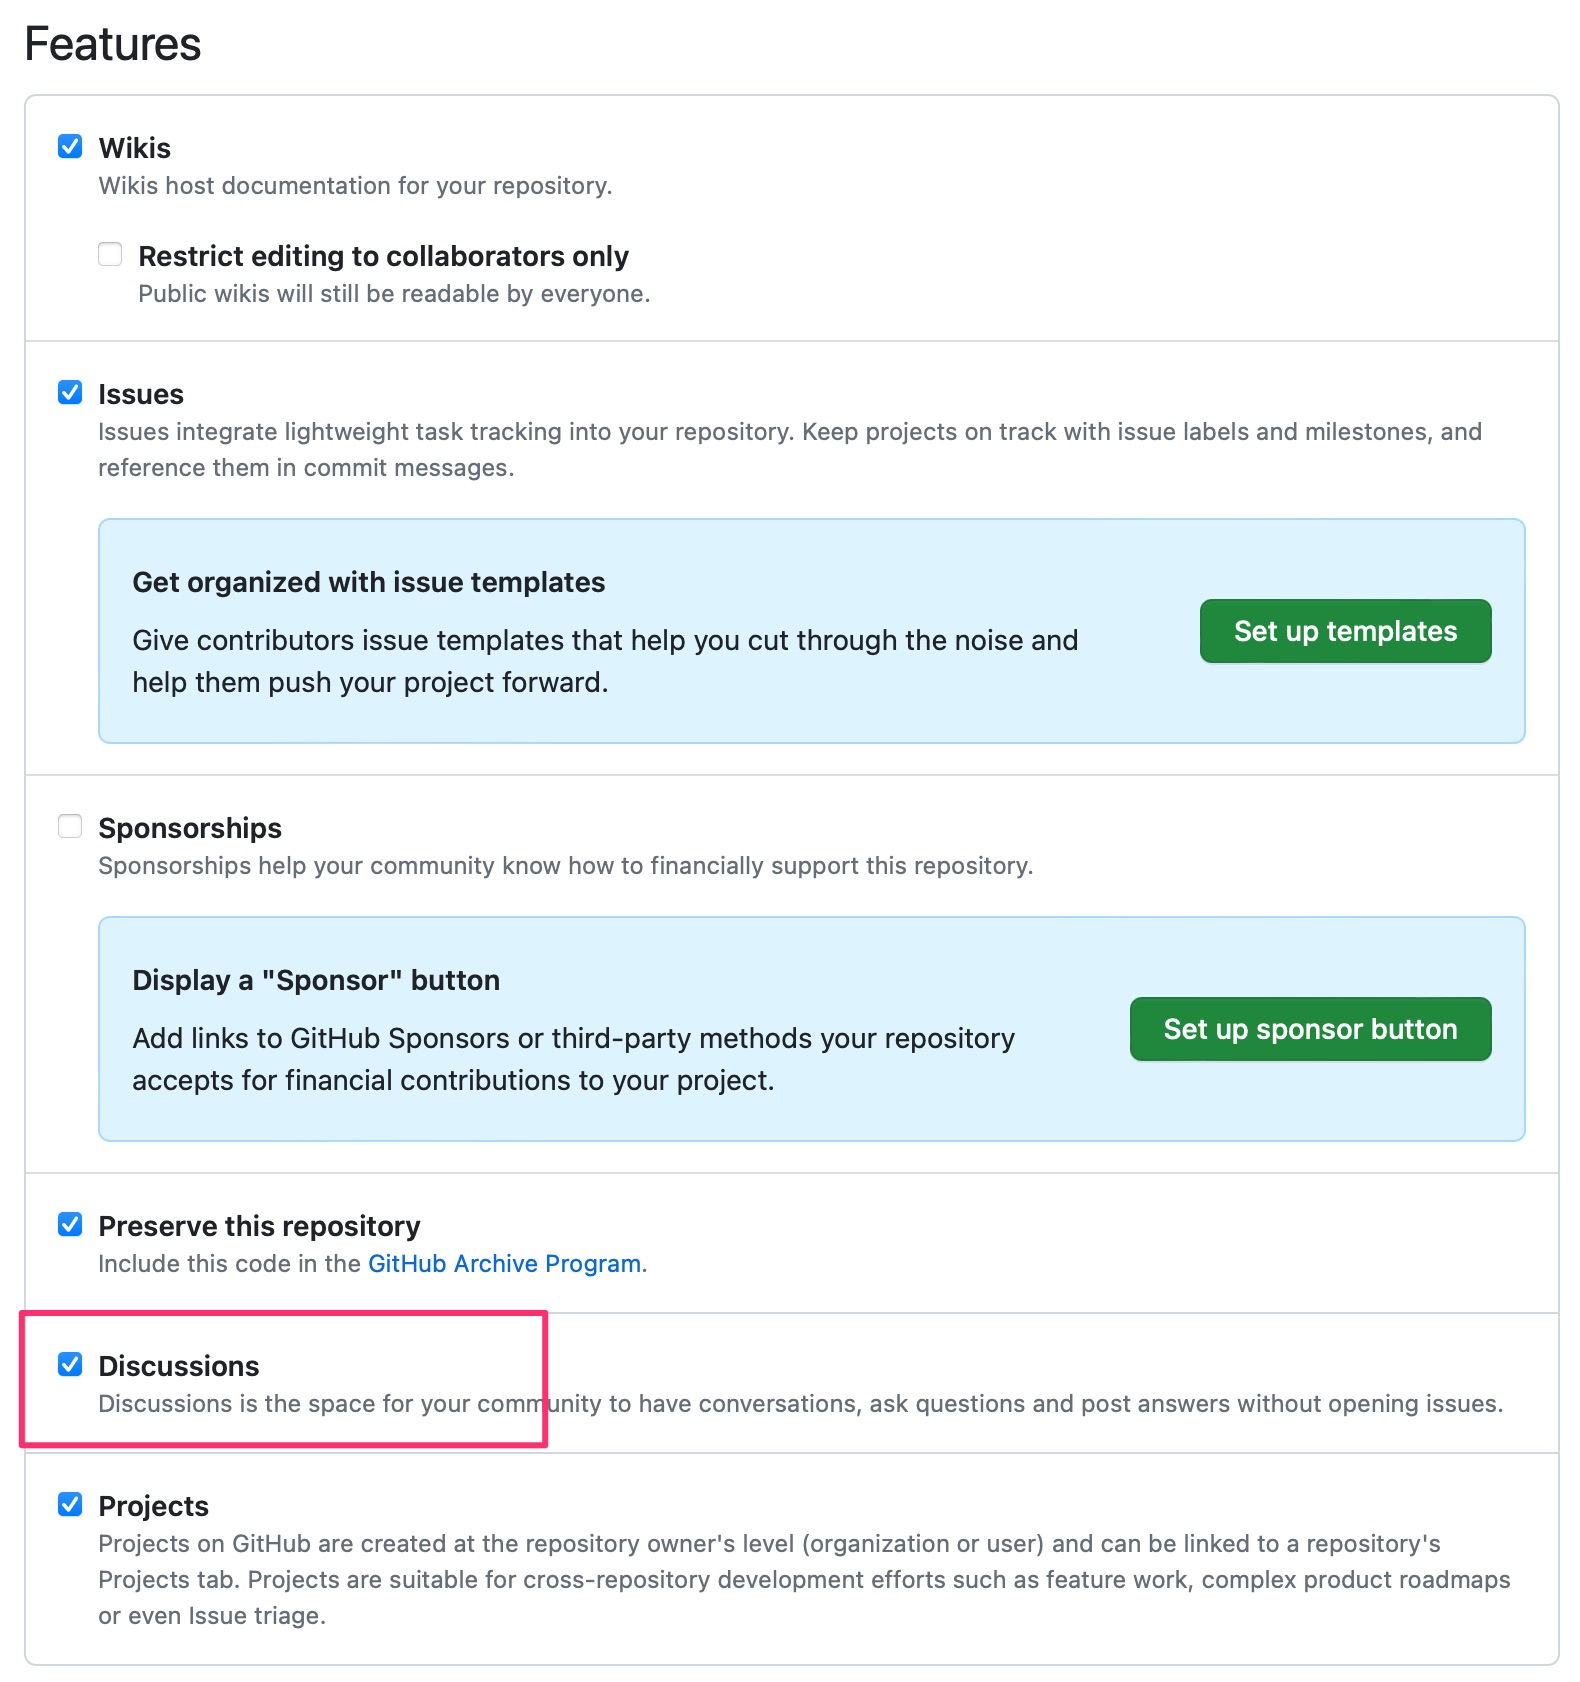 Features
Wikis
Wikis host documentation for your repository.
Restrict editing to collaborators only
Public wikis will still be readable by everyone.
Issues
Issues integrate lightweight task tracking into your repository. Keep projects on track with issue labels and milestones, and
reference them in commit messages.
Get organized with issue templates
Give contributors issue templates that help you cut through the noise and
help them push your project forward.
Set up templates
Sponsorships
Sponsorships help your community know how to financially support this repository.
Display a "Sponsor" button
Add links to GitHub Sponsors or third-party methods your repository
accepts for financial contributions to your project.
Set up sponsor button
Preserve this repository
Include this code in the GitHub Archive Program.
Discussions
Discussions is the space for your community to have conversations, ask questions and post answers without opening issues.
Projects
Projects on GitHub are created at the repository owner's level (organization or user) and can be linked to a repository's
Projects tab. Projects are suitable for cross-repository development efforts such as feature work, complex product roadmaps
or even Issue triage.